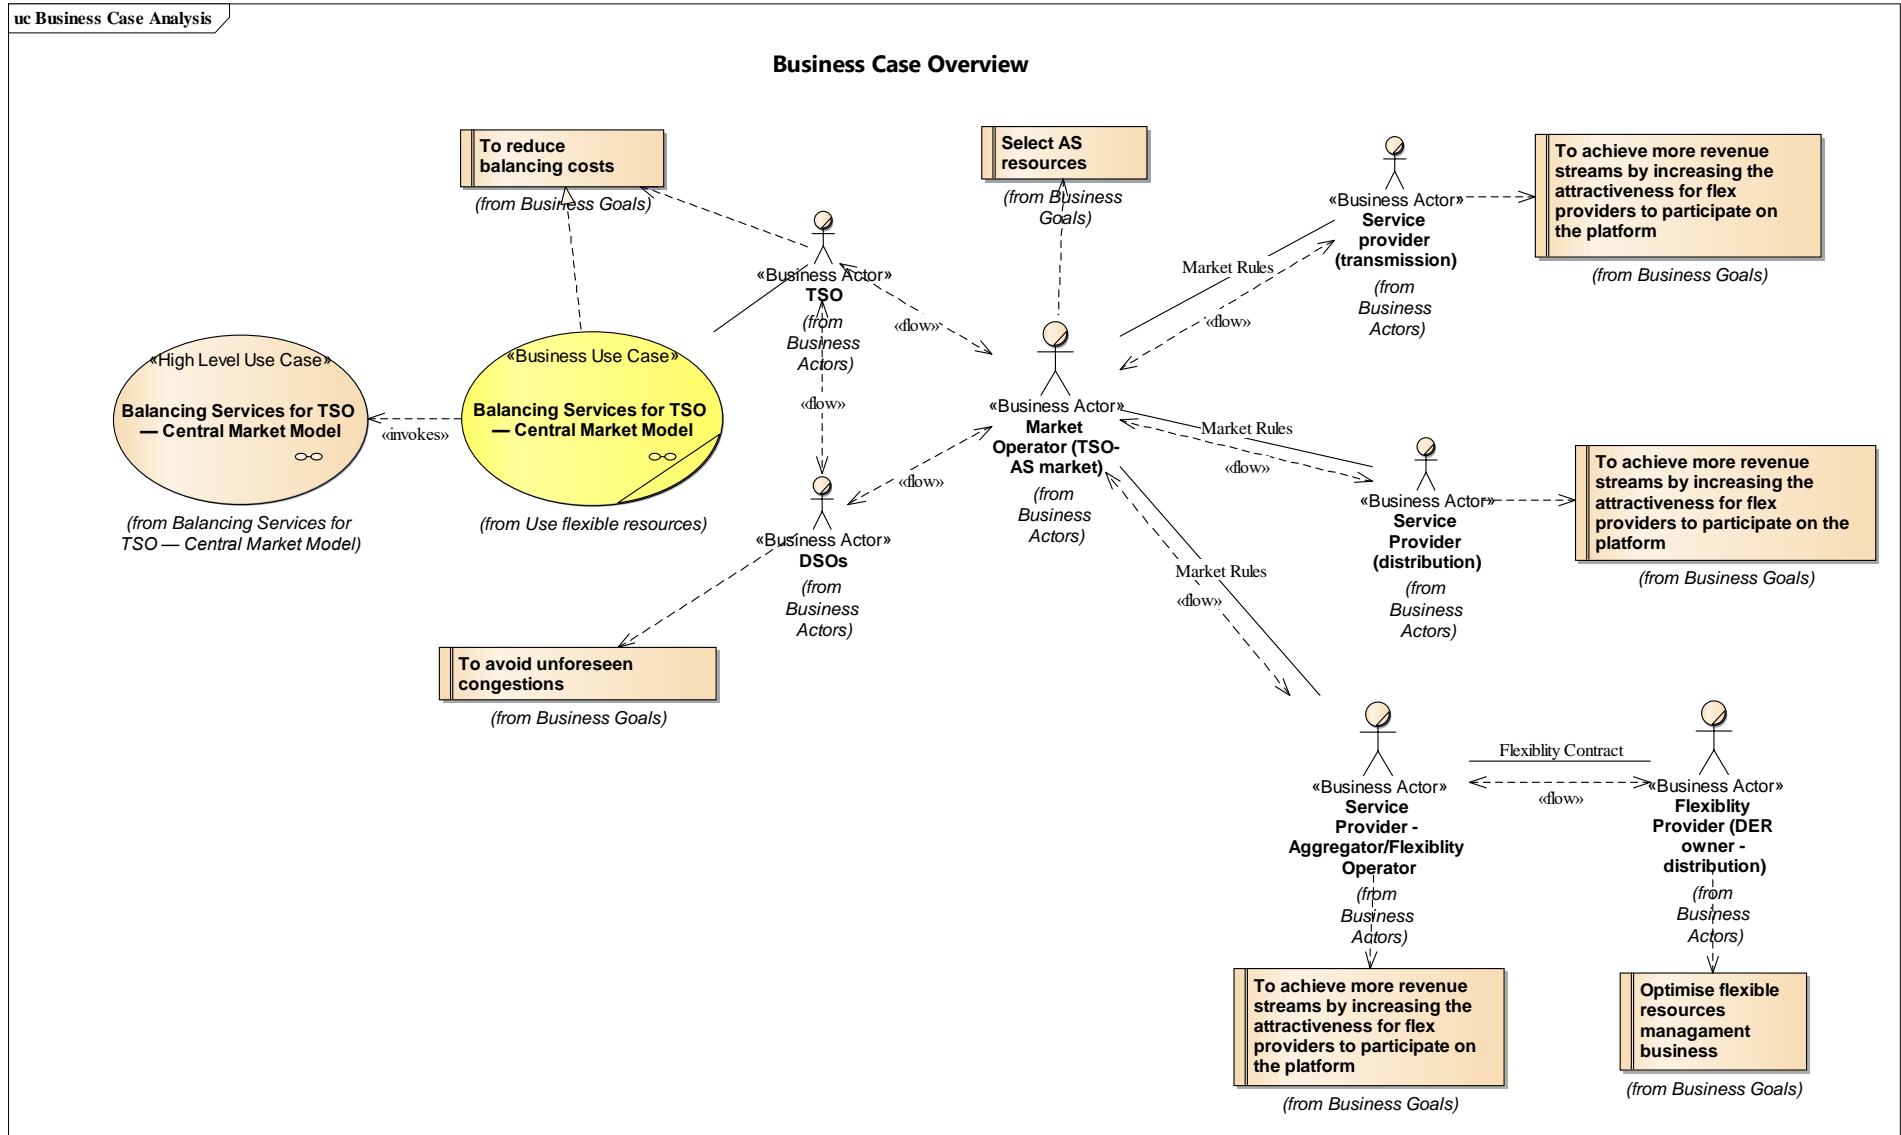 uc Business Case Analysis
Business Case Overview
To reduce
balancing costs
(from Business Goals)
Select AS
resources
(from Business
Goals)
«Business Actor»
Service
provider
(transmission)
(from
Business
Actors)
To achieve more revenue
streams by increasing the
attractiveness for flex
providers to participate on
the platform
(from Business Goals)
«Business Actor»
TSO
(from
Business
Actors)
«flow»
Market Rules
«flow»
«High Level Use Case»
Balancing Services for TSO
— Central Market Model
(from Balancing Services for
TSO — Central Market Model)
«invokes»
«Business Use Case»
Balancing Services for TSO
— Central Market Model
(from Use flexible resources)
«flow»
«flow»
«Business Actor»
Market
Operator (TSO-
AS market)
(from
Business
Actors)
Market Rules
«flow»
«Business Actor»
Service
Provider
(distribution)
(from
Business
Actors)
To achieve more revenue
streams by increasing the
attractiveness for flex
providers to participate on the
platform
(from Business Goals)
«Business Actor»
DSOs
(from
Business
Actors)
To avoid unforeseen
congestions
(from Business Goals)
Market Rules
«flow»
«Business Actor»
Service
Provider -
Aggregator/Flexiblity
Operator
(from
Business
Actors)
Flexiblity Contract
«flow»
«Business Actor»
Flexiblity
Provider (DER
owner -
distribution)
(from
Business
Actors)
To achieve more revenue
streams by increasing the
attractiveness for flex
providers to participate on
the platform
(from Business Goals)
Optimise flexible
resources
managament
business
(from Business Goals)